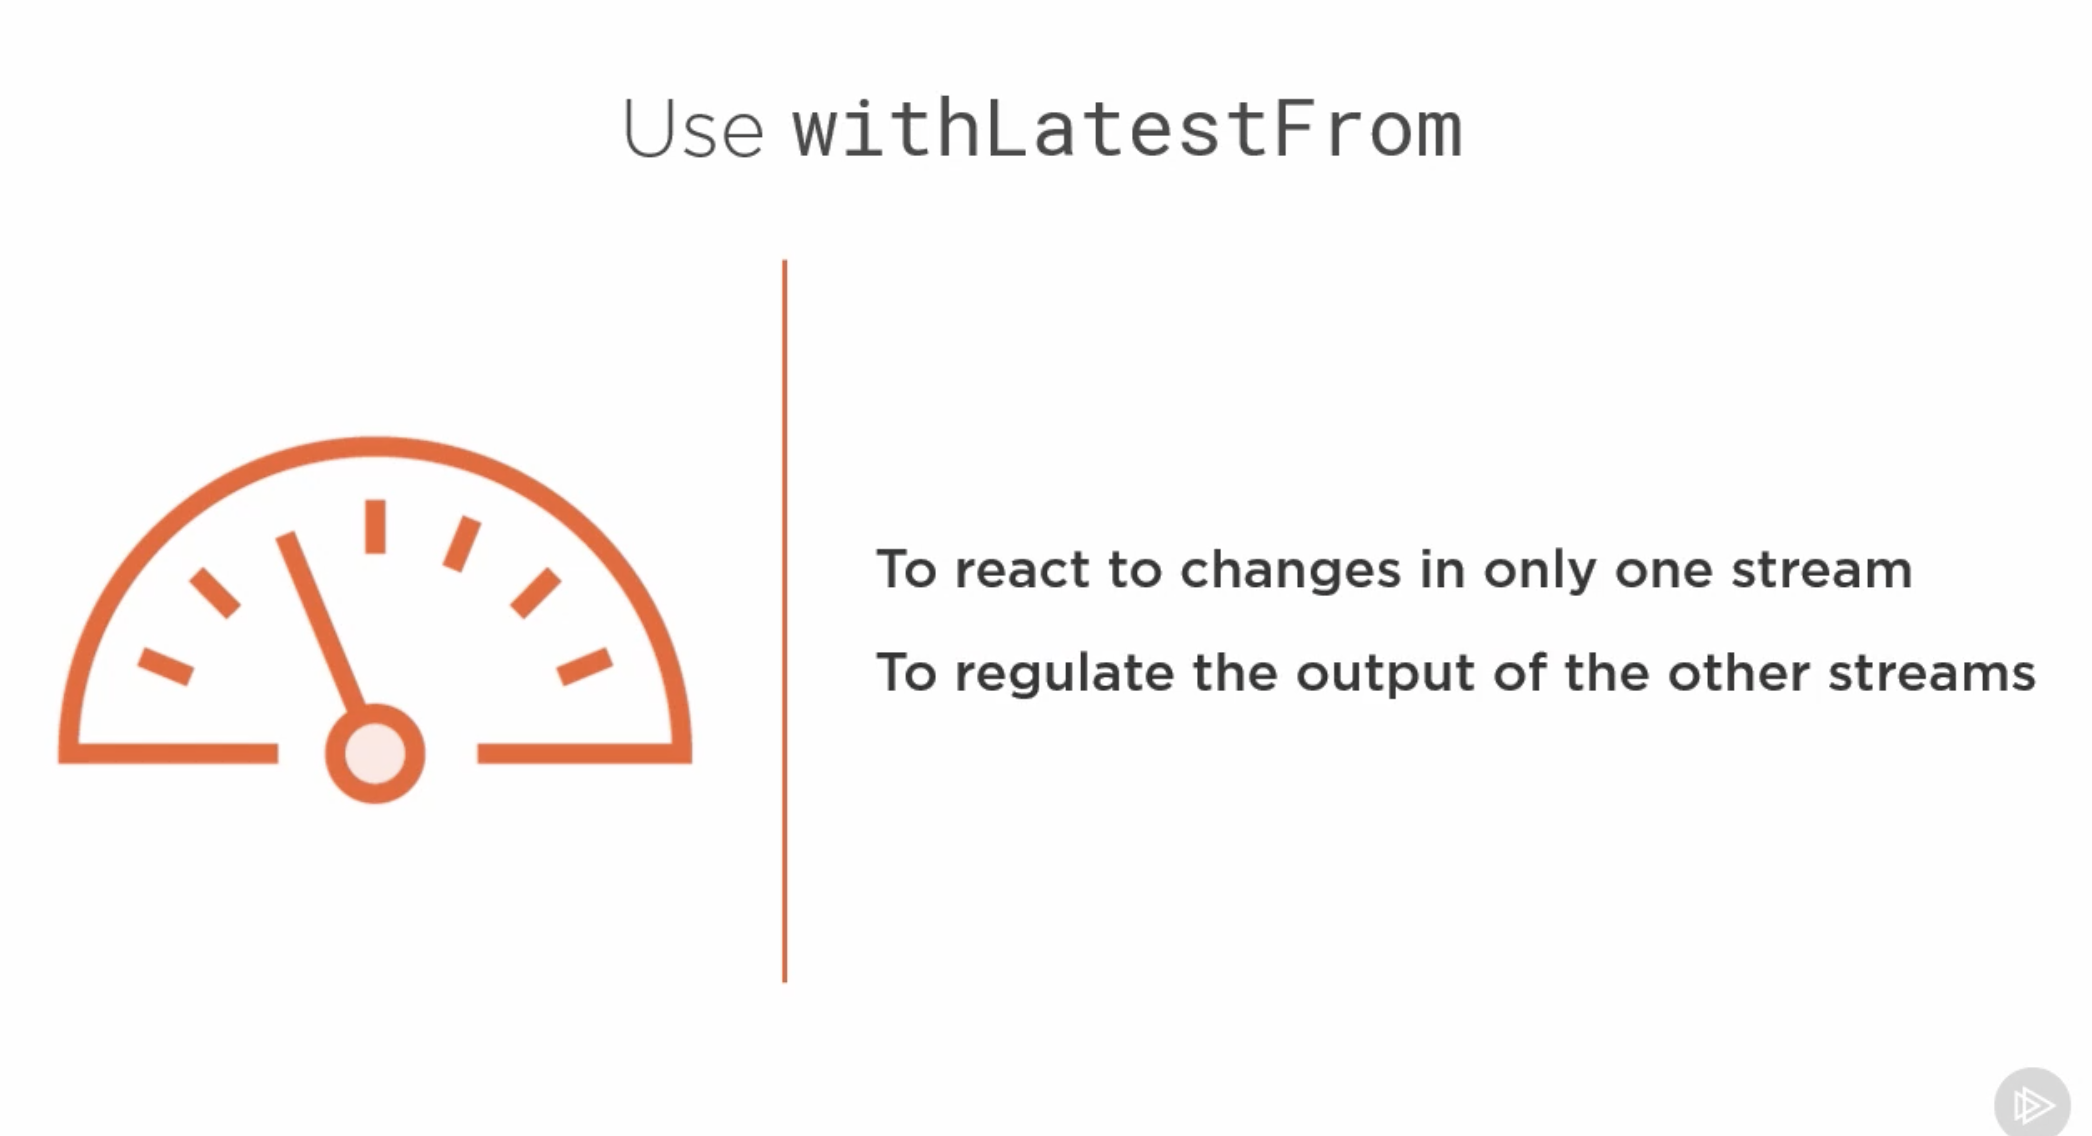 Use withLatestFrom
To react to changes in only one stream
To regulate the output of the other streams